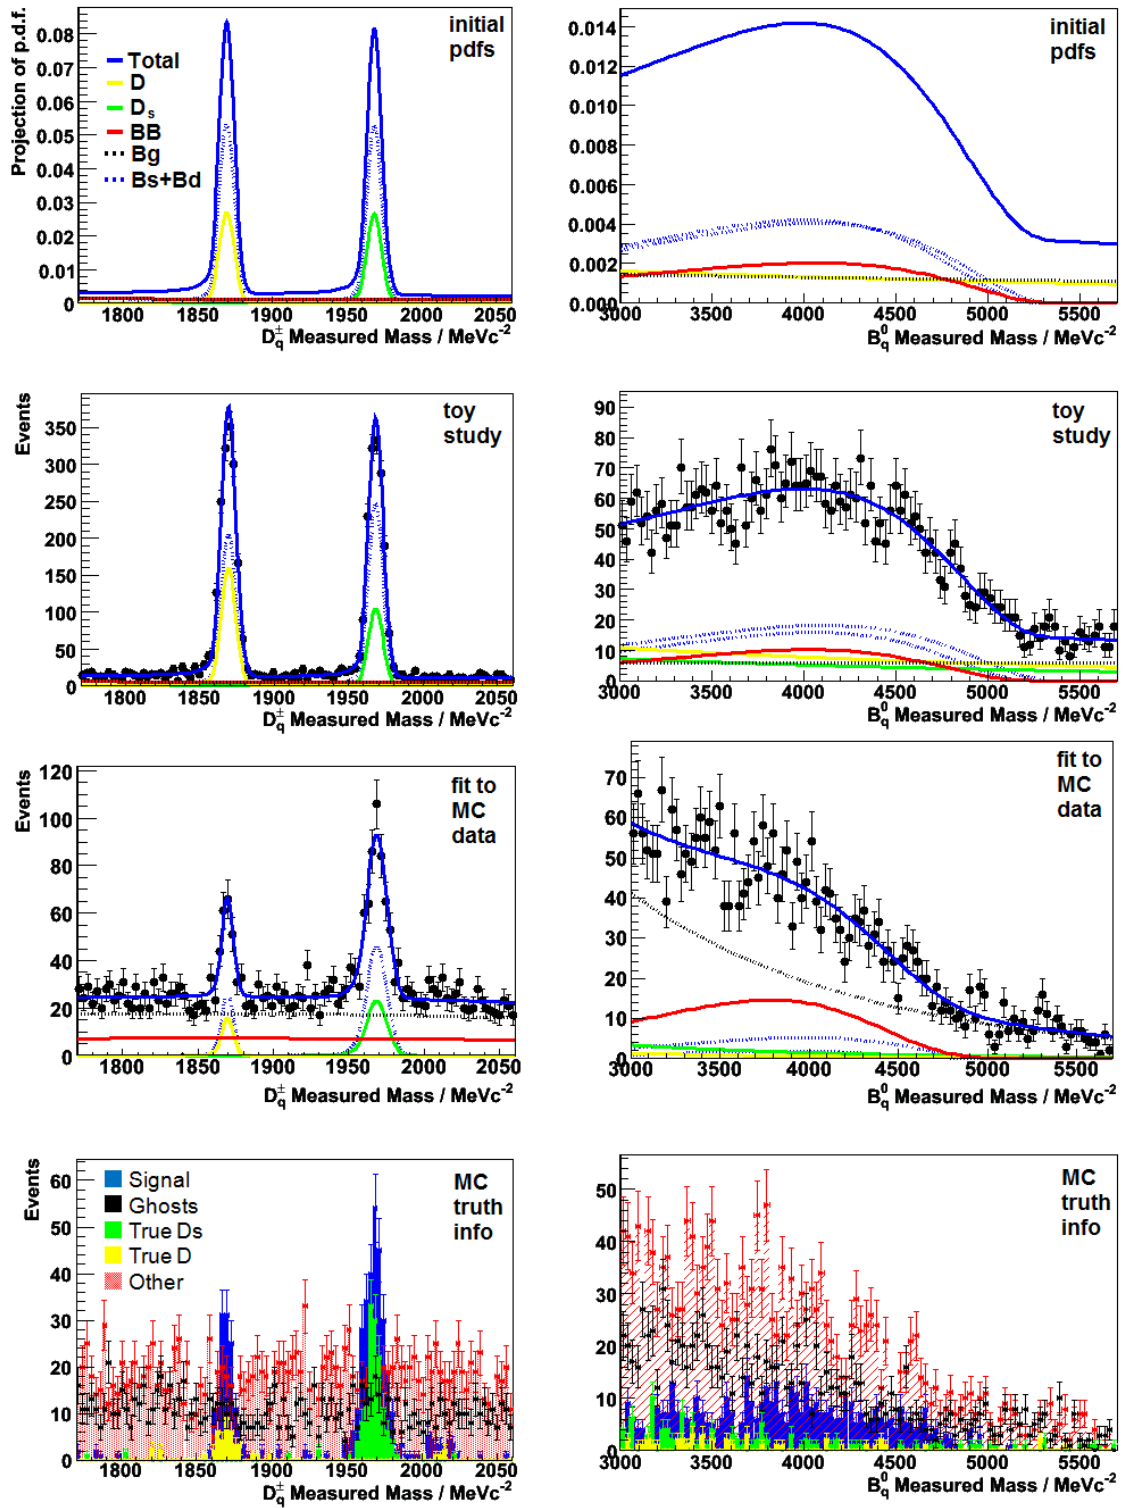 Projection of p.d.f.
0.08
0.07
0.06
0.05
0.04
0.03
0.02
0.01
0
Total
D
Ds
BB
Bg
Bs+Bd
initial
pdfs
1800 1850 1900 1950 2000 2050
D±q Measured Mass / MeVc-2
0.014
0.012
0.010
0.008
0.006
0.004
0.002
0.000
initial
pdfs
3000 3500 4000 4500 5000 5500
B0q Measured Mass / MeVc-2
Events
350
300
250
200
150
100
50
0
toy
study
1800 1850 1900 1950 2000 2050
D±q Measured Mass / MeVc-2
90
80
70
60
50
40
30
20
10
0
toy
study
3000 3500 4000 4500 5000 5500
B0q Measured Mass / MeVc-2
Events
120
100
80
60
40
20
0
fit to
MC
data
1800 1850 1900 1950 2000 2050
D±q Measured Mass / MeVc-2
70
60
50
40
30
20
10
0
fit to
MC
data
3000 3500 4000 4500 5000 5500
B0q Measured Mass / MeVc-2
Events
60
50
40
30
20
10
0
Signal
Ghosts
True Ds
True D
Other
MC
truth
info
1800 1850 1900 1950 2000 2050
D±q Measured Mass / MeVc-2
50
40
30
20
10
0
MC
truth
info
3000 3500 4000 4500 5000 5500
B0q Measured Mass / MeVc-2